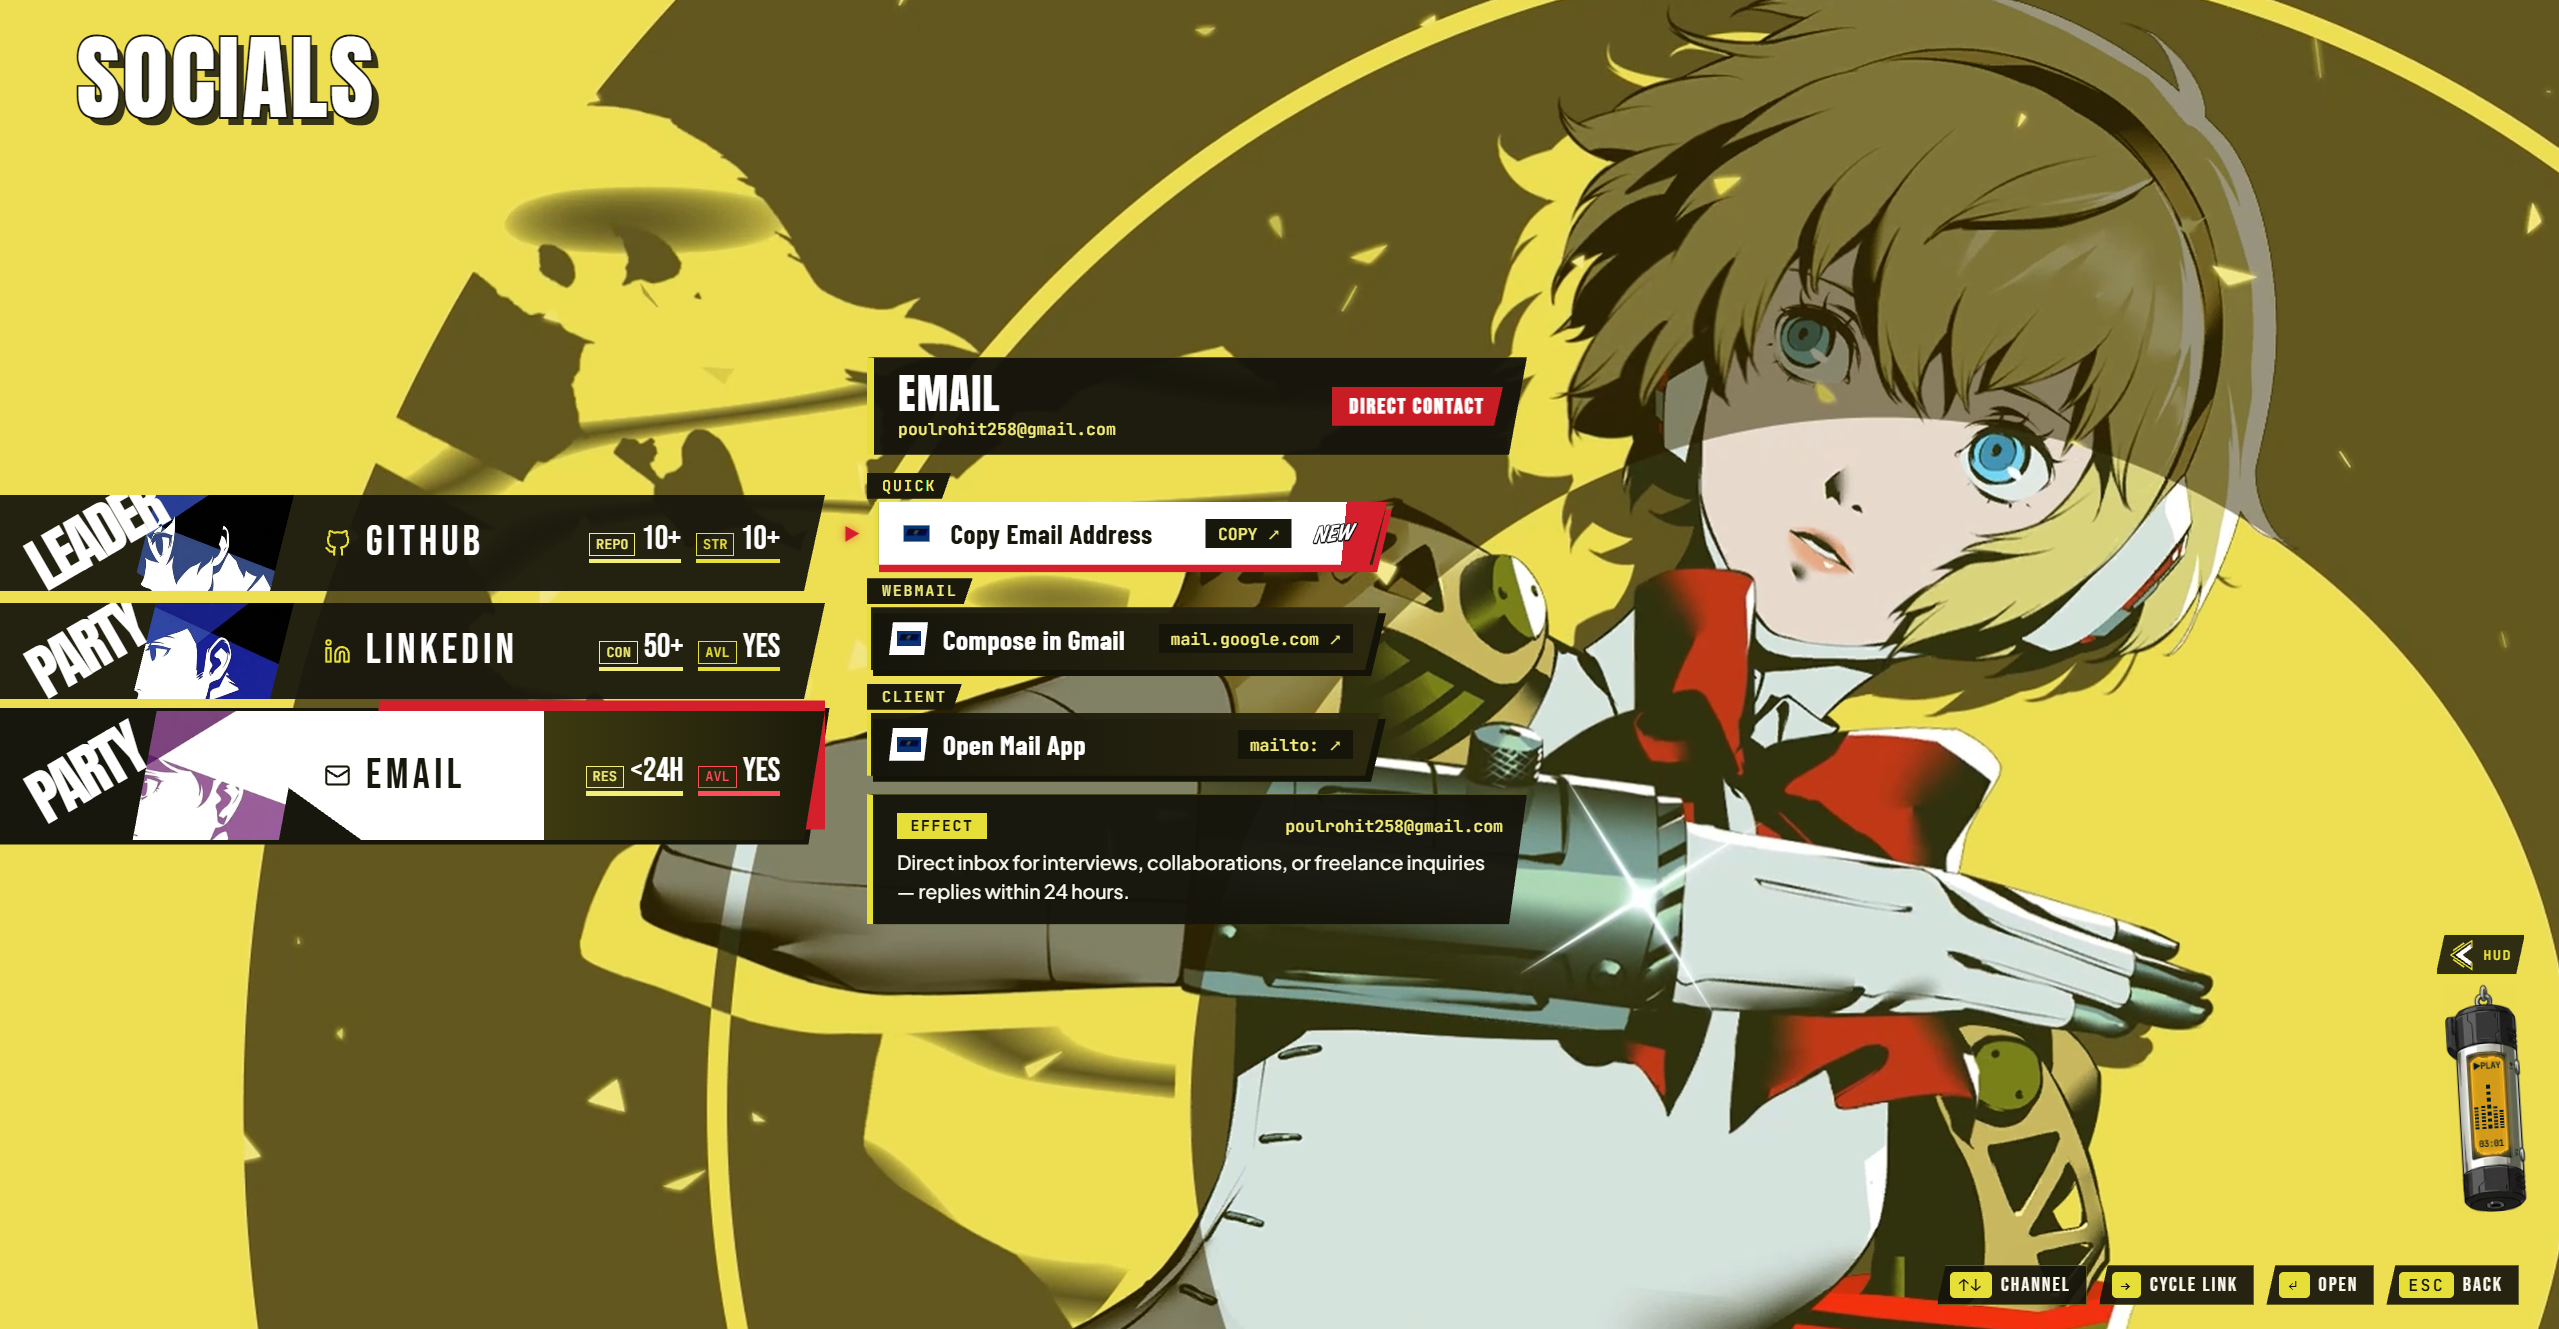 SOCIALS
LEADER
GITHUB
REPO 10+ STR 10+
PARTY
LINKEDIN
CON 50+ AVL YES
PARTY
EMAIL
RES <24H AVL YES
EMAIL
poulrohit258@gmail.com
DIRECT CONTACT
QUICK
Copy Email Address COPY ↗ NEW
WEBMAIL
Compose in Gmail mail.google.com ↗
CLIENT
Open Mail App mailto: ↗
EFFECT poulrohit258@gmail.com
Direct inbox for interviews, collaborations, or freelance inquiries
— replies within 24 hours.
HUD
▶PLAY
03:01
↑↓ CHANNEL → CYCLE LINK ↲ OPEN ESC BACK